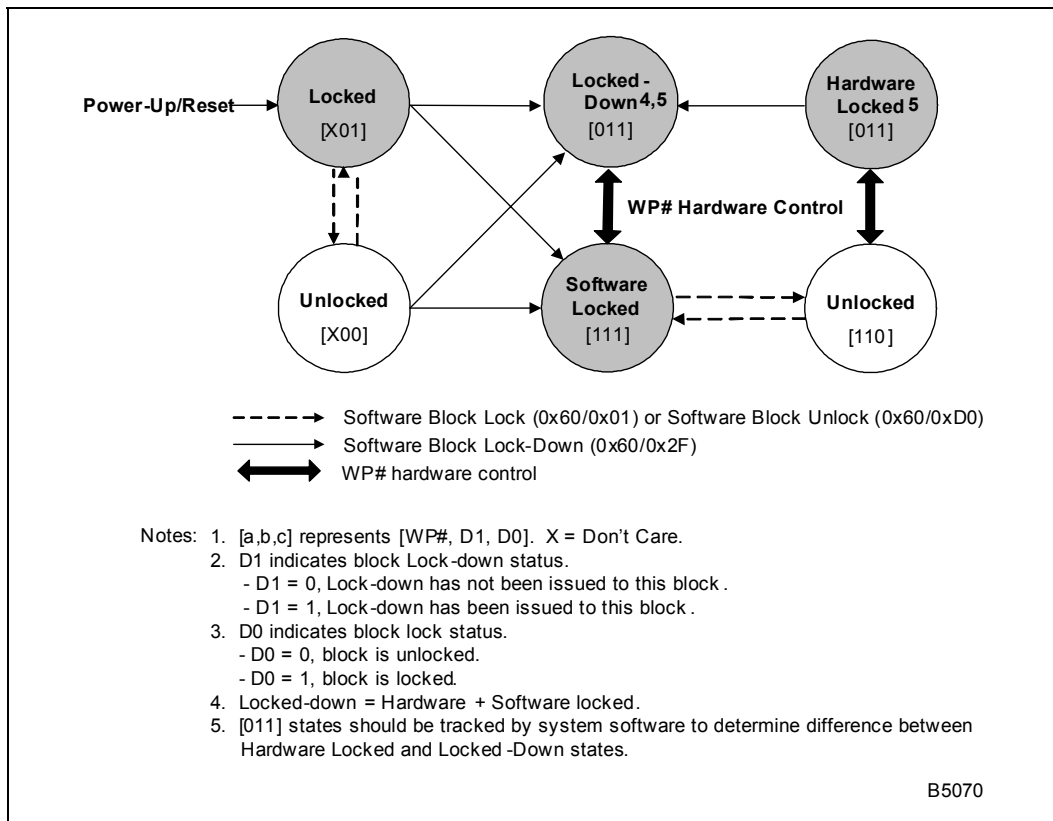 Power-Up/Reset
Locked
[X01]
Locked -
Down 4,5
[011]
Hardware
Locked 5
[011]
WP# Hardware Control
Unlocked
[X00]
Software
Locked
[111]
Unlocked
[110]
Software Block Lock (0x60/0x01) or Software Block Unlock (0x60/0xD0)
Software Block Lock-Down (0x60/0x2F)
WP# hardware control
Notes: 1. [a,b,c] represents [WP#, D1, D0]. X = Don't Care.
2. D1 indicates block Lock-down status.
- D1 = 0, Lock-down has not been issued to this block.
- D1 = 1, Lock-down has been issued to this block.
3. D0 indicates block lock status.
- D0 = 0, block is unlocked.
- D0 = 1, block is locked.
4. Locked-down = Hardware + Software locked.
5. [011] states should be tracked by system software to determine difference between
Hardware Locked and Locked-Down states.
B5070